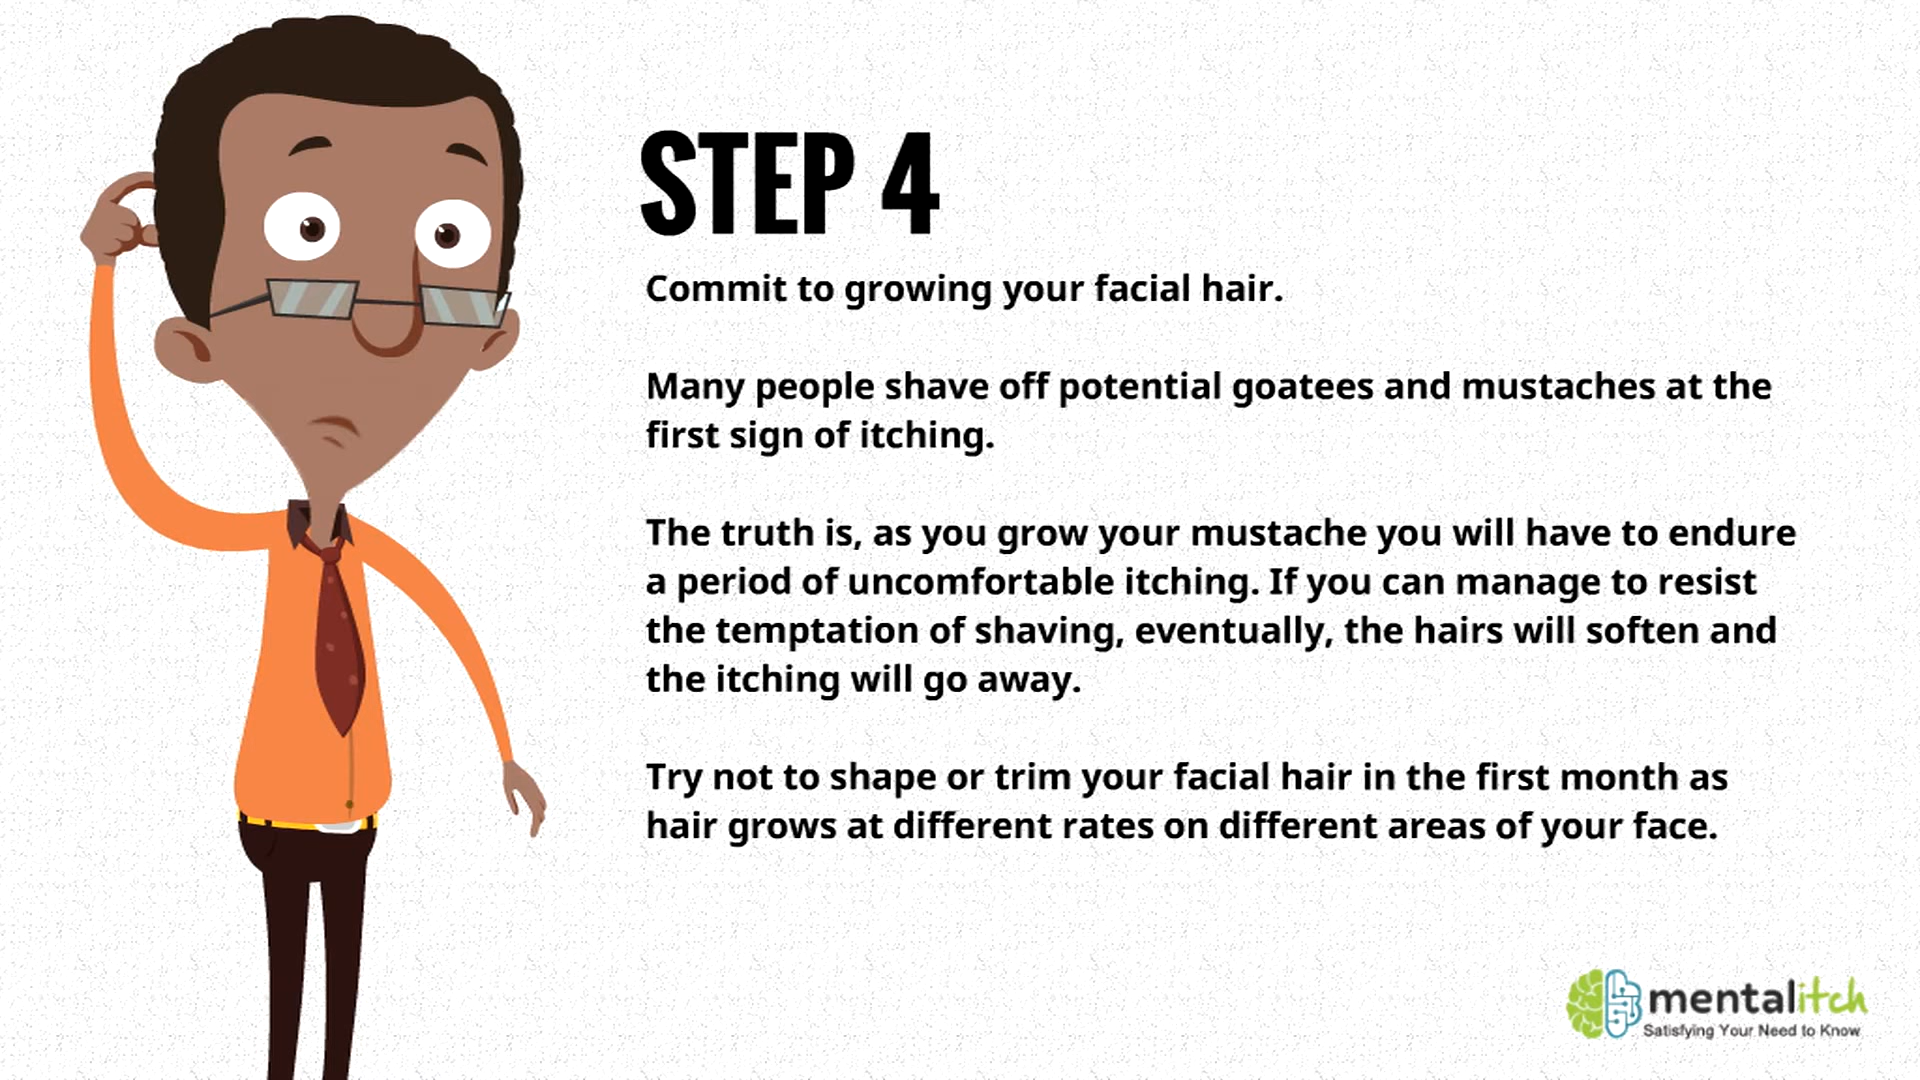 STEP 4
Commit to growing your facial hair.
Many people shave off potential goatees and mustaches at the
first sign of itching.
The truth is, as you grow your mustache you will have to endure
a period of uncomfortable itching. If you can manage to resist
the temptation of shaving, eventually, the hairs will soften and
the itching will go away.
Try not to shape or trim your facial hair in the first month as
hair grows at different rates on different areas of your face.
mentalitch
Satisfying Your Need to Know